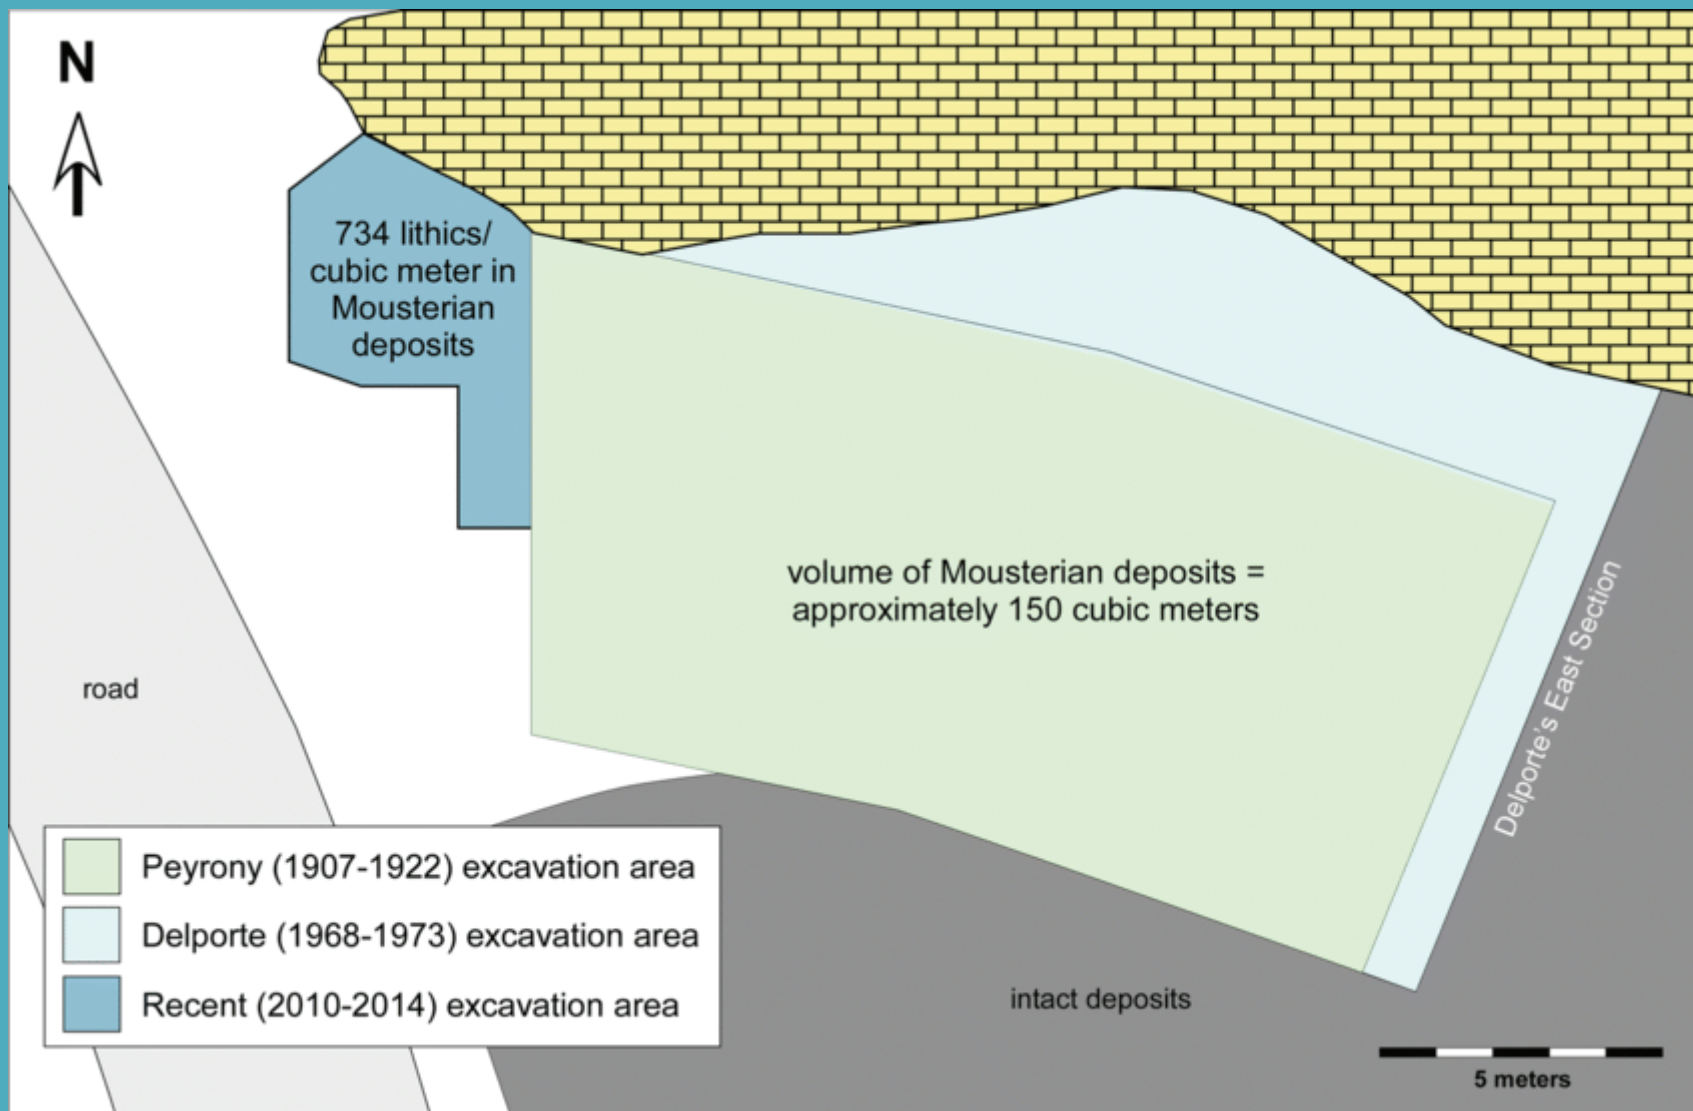 N
734 lithics/
cubic meter in
Mousterian
deposits
volume of Mousterian deposits =
approximately 150 cubic meters
Delporte's East Section
road
Peyrony (1907-1922) excavation area
Delporte (1968-1973) excavation area
Recent (2010-2014) excavation area
intact deposits
5 meters